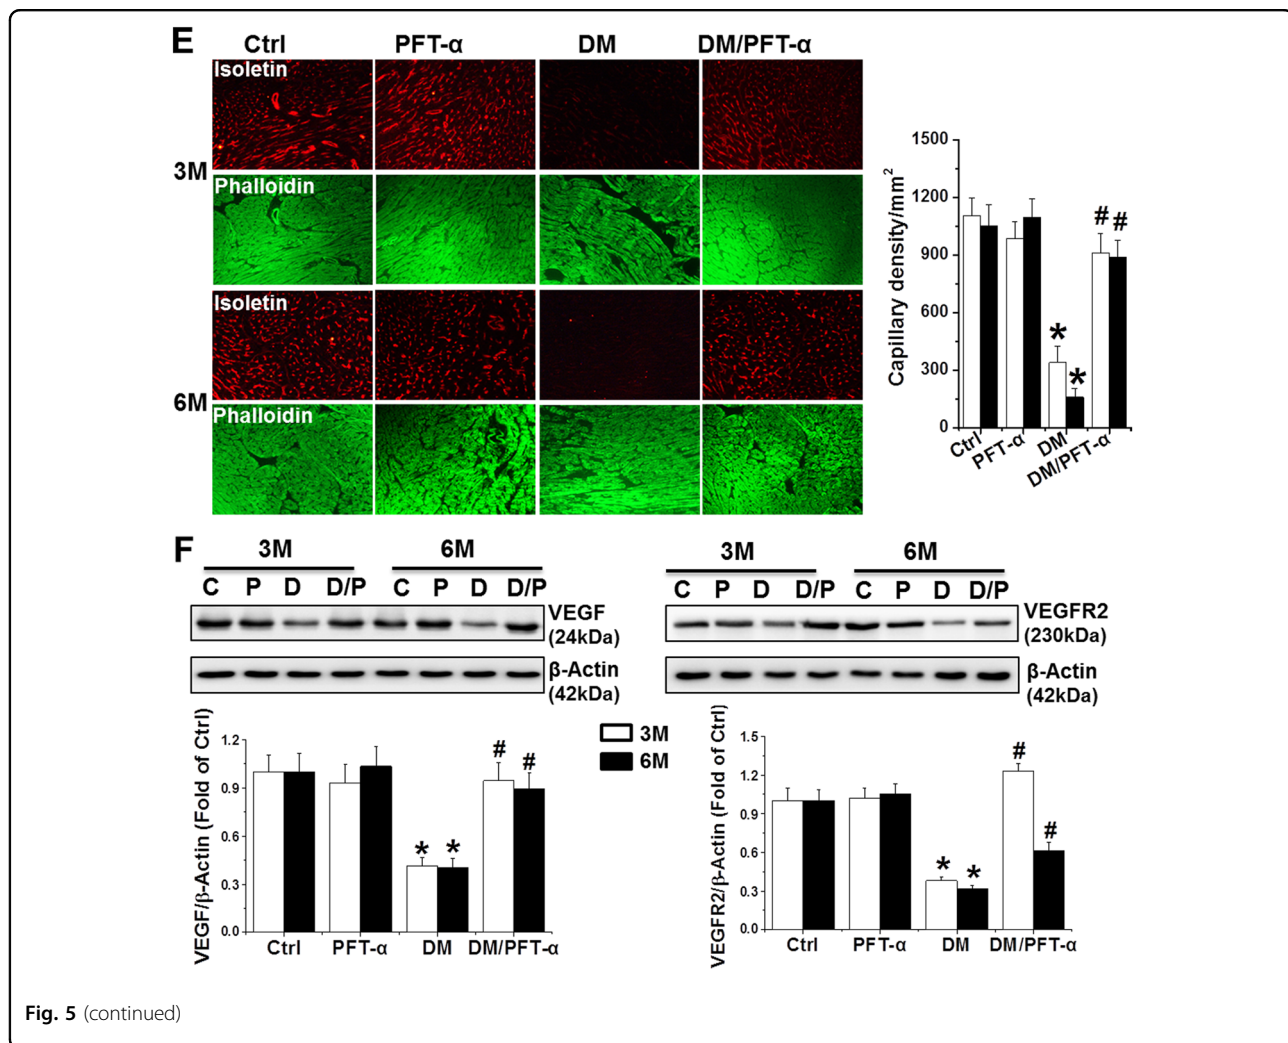 E
Ctrl PFT-α DM DM/PFT-α
Isoletin
3M
Phalloidin
Isoletin
6M
Phalloidin
Capillary density/mm2
1500
1200
900
600
300
0
* * # #
Ctrl PFT-α DM DM/PFT-α
F
3M 6M
C P D D/P C P D D/P
VEGF
(24kDa)
β-Actin
(42kDa)
3M 6M
C P D D/P C P D D/P
VEGFR2
(230kDa)
β-Actin
(42kDa)
VEGF/β-Actin (Fold of Ctrl)
1.2
0.9
0.6
0.3
0.0
* * # #
Ctrl PFT-α DM DM/PFT-α
3M
6M
VEGFR2/β-Actin (Fold of Ctrl)
1.5
1.2
0.9
0.6
0.3
0.0
* * # #
Ctrl PFT-α DM DM/PFT-α
Fig. 5 (continued)